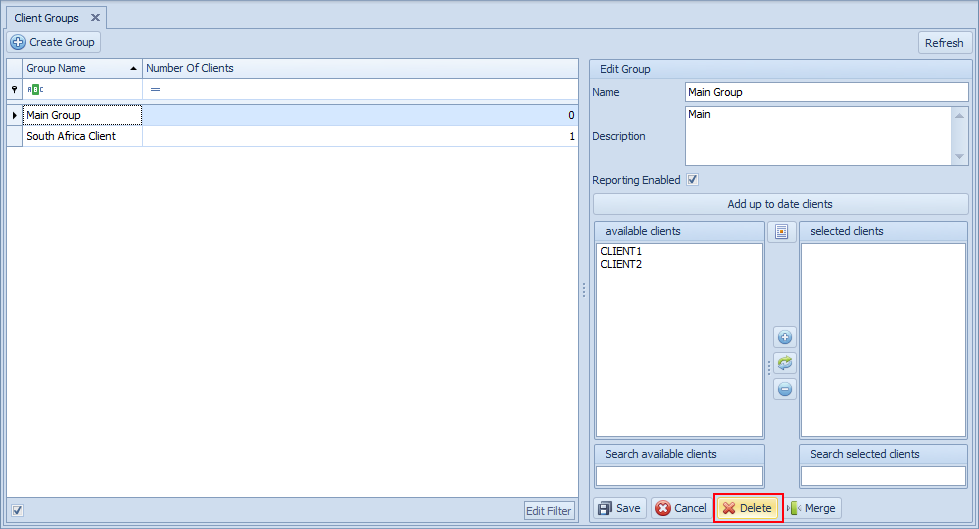 Client Groups
Create Group
Refresh
Group Name Number Of Clients
ABC =
Main Group 0
South Africa Client 1
Edit Group
Name Main Group
Description Main
Reporting Enabled
Add up to date clients
available clients selected clients
CLIENT1
CLIENT2
Search available clients Search selected clients
Edit Filter
Save Cancel Delete Merge